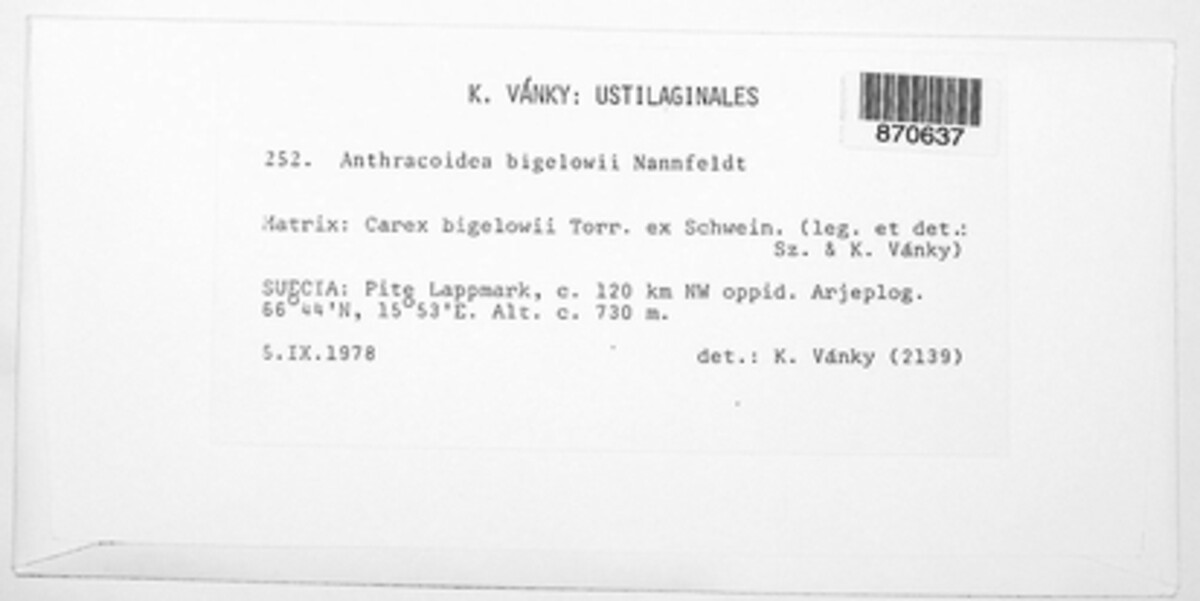 K. VÁNKY: USTILAGINALES
870637
252. Anthracoidea bigelowii Nannfeldt
Matrix: Carex bigelowii Torr. ex Schwein. (leg. et det.:
Sz. & K. Vánky)
SUECIA: Pite Lappmark, c. 120 km NW oppid. Arjeplog.
66°44'N, 15°53'E. Alt. c. 730 m.
5.IX.1978 det.: K. Vánky (2139)